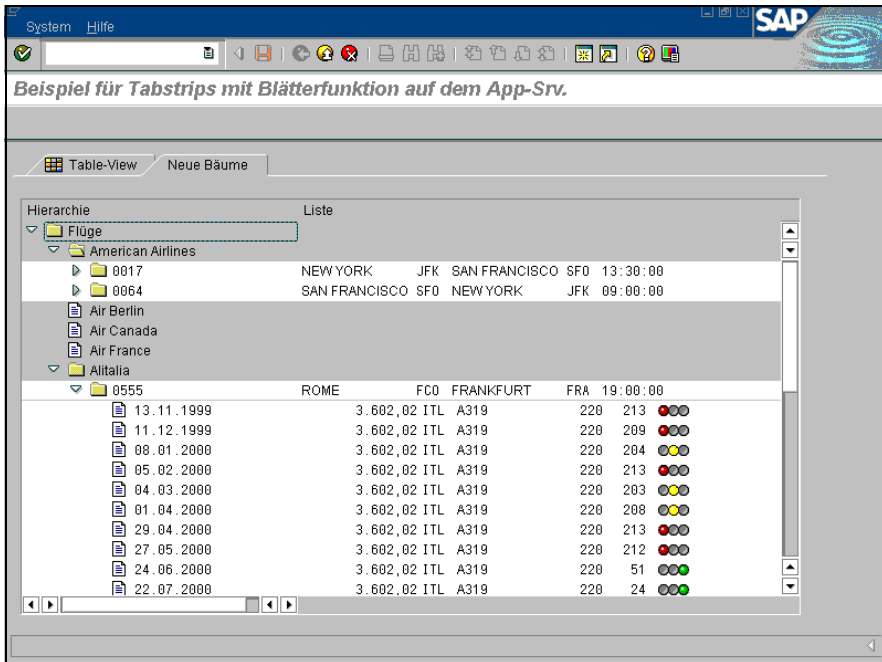 System Hilfe
SAP
Beispiel für Tabstrips mit Blätterfunktion auf dem App-Srv.
Table-View Neue Bäume
Hierarchie Liste
Flüge
American Airlines
0017 NEW YORK JFK SAN FRANCISCO SFO 13:30:00
0064 SAN FRANCISCO SFO NEW YORK JFK 09:00:00
Air Berlin
Air Canada
Air France
Alitalia
0555 ROME FCO FRANKFURT FRA 19:00:00
13.11.1999 3.602,02 ITL A319 220 213
11.12.1999 3.602,02 ITL A319 220 209
08.01.2000 3.602,02 ITL A319 220 204
05.02.2000 3.602,02 ITL A319 220 213
04.03.2000 3.602,02 ITL A319 220 203
01.04.2000 3.602,02 ITL A319 220 208
29.04.2000 3.602,02 ITL A319 220 213
27.05.2000 3.602,02 ITL A319 220 212
24.06.2000 3.602,02 ITL A319 220 51
22.07.2000 3.602,02 ITL A319 220 24